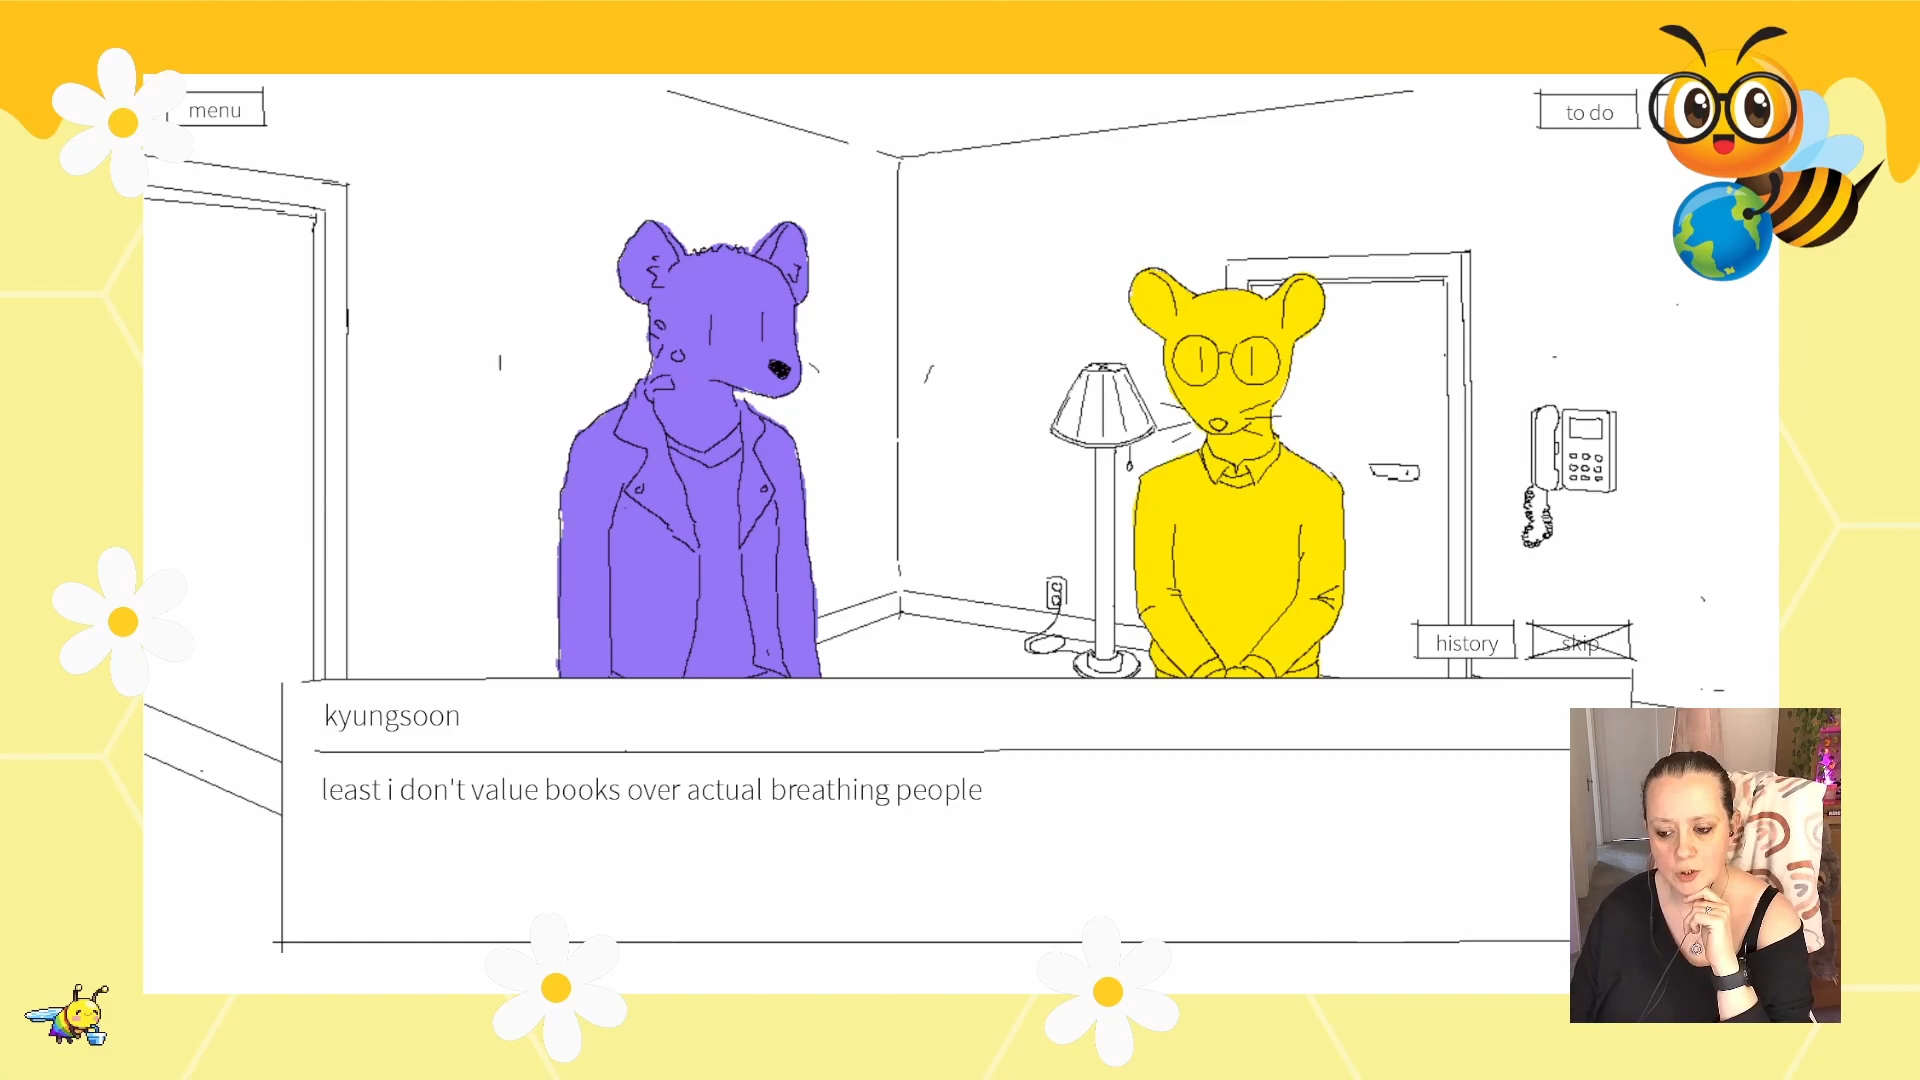 menu
to do
history
skip
kyungsoon
least i don't value books over actual breathing people